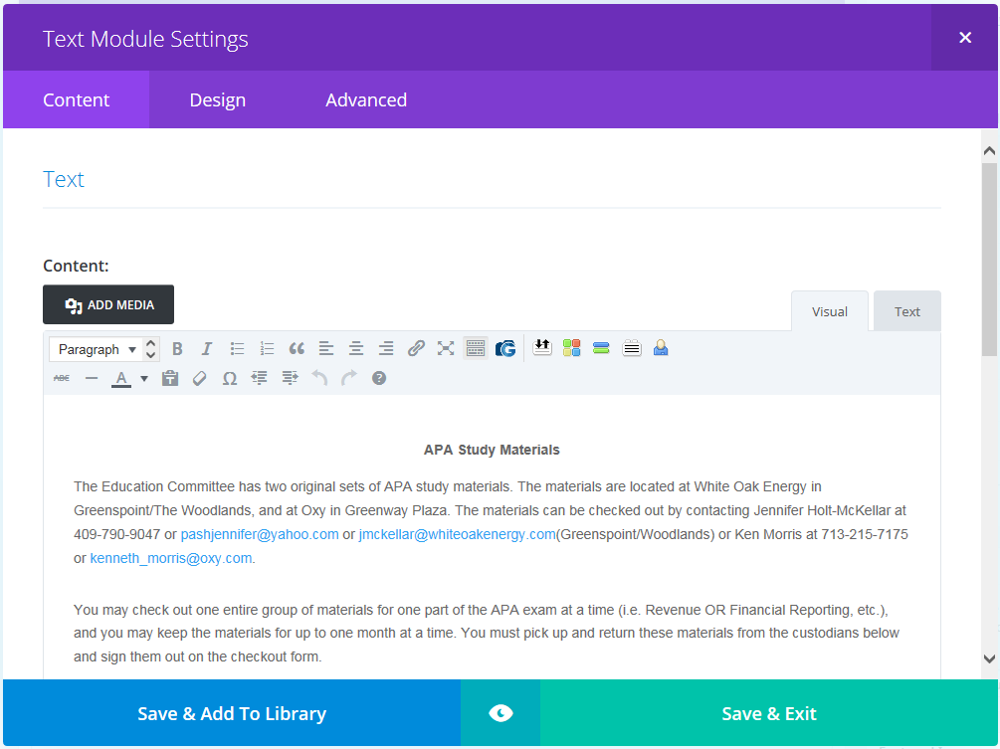 Text Module Settings
Content Design Advanced
Text
Content:
ADD MEDIA
Visual Text
Paragraph
ABC A
APA Study Materials
The Education Committee has two original sets of APA study materials. The materials are located at White Oak Energy in
Greenspoint/The Woodlands, and at Oxy in Greenway Plaza. The materials can be checked out by contacting Jennifer Holt-McKellar at
409-790-9047 or pashjennifer@yahoo.com or jmckellar@whiteoakenergy.com(Greenspoint/Woodlands) or Ken Morris at 713-215-7175
or kenneth_morris@oxy.com.
You may check out one entire group of materials for one part of the APA exam at a time (i.e. Revenue OR Financial Reporting, etc.),
and you may keep the materials for up to one month at a time. You must pick up and return these materials from the custodians below
and sign them out on the checkout form.
Save & Add To Library Save & Exit